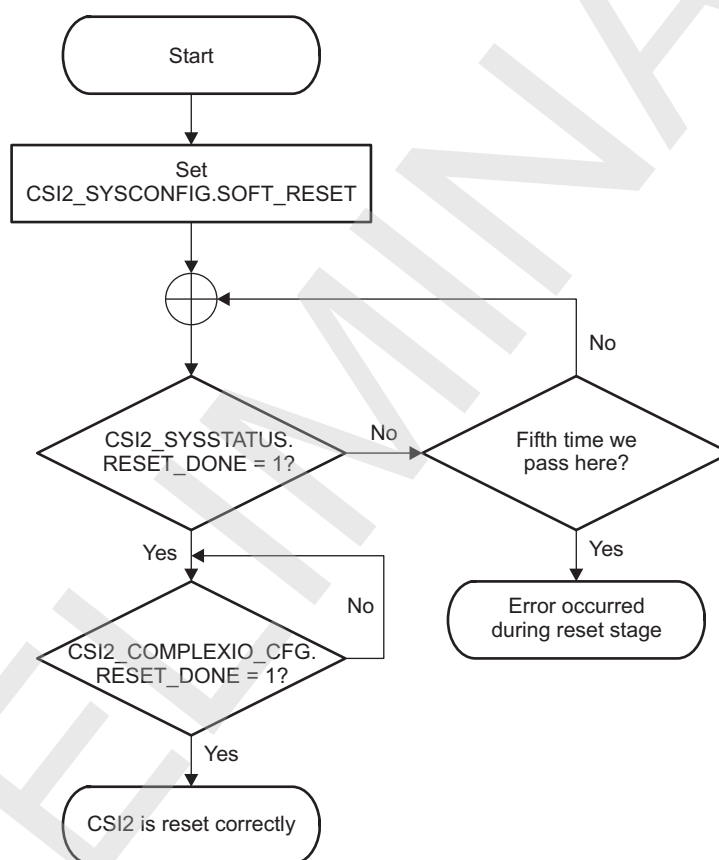 Start
Set
CSI2_SYSCONFIG.SOFT_RESET
No
CSI2_SYSSTATUS.
RESET_DONE = 1?
No
Fifth time we
pass here?
Yes
Yes
No
Error occurred
during reset stage
CSI2_COMPLEXIO_CFG.
RESET_DONE = 1?
Yes
CSI2 is reset correctly
ELIMINA